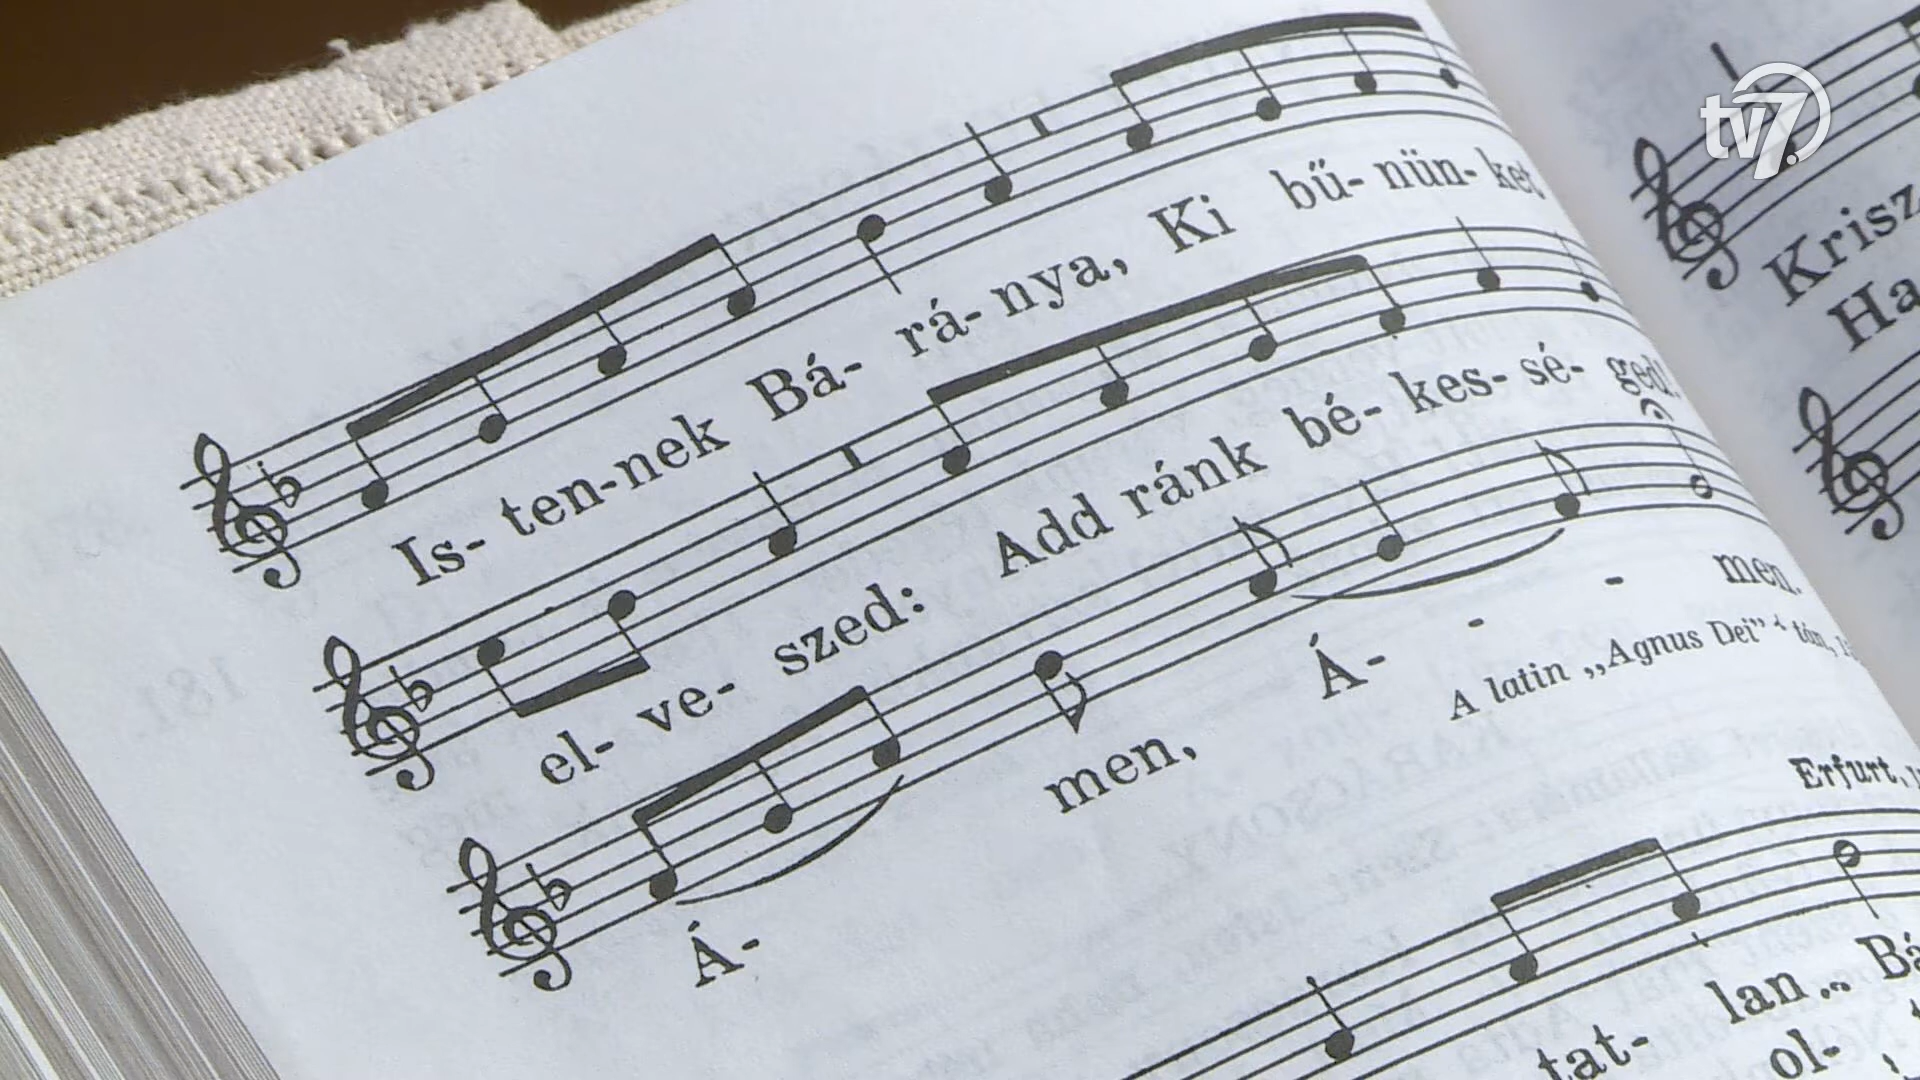 tv7.
Is- ten-nek Bá- rá- nya, Ki bű- nün- ket
el- ve- szed: Add ránk bé- kes- sé- ged!
Á- men, Á- - - men.
A latin „Agnus Dei"
Erfurt,
tat- lan Bá
ol-
Krisz
Ha